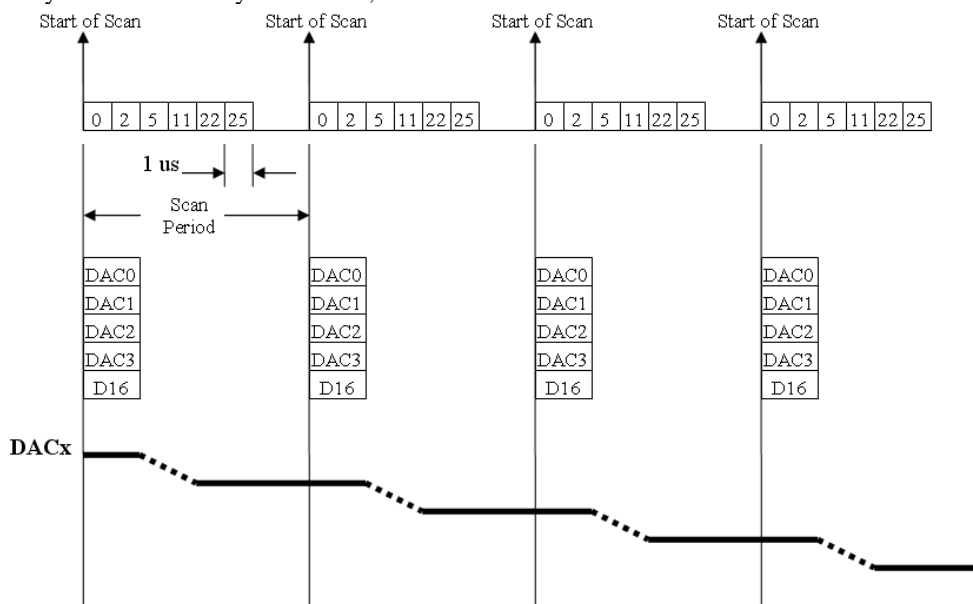 Start of Scan Start of Scan Start of Scan Start of Scan
0 2 5 11 22 25 0 2 5 11 22 25 0 2 5 11 22 25 0 2 5 11 22 25
1 us
Scan
Period
DAC0 DAC0 DAC0 DAC0
DAC1 DAC1 DAC1 DAC1
DAC2 DAC2 DAC2 DAC2
DAC3 DAC3 DAC3 DAC3
D16 D16 D16 D16
DACx